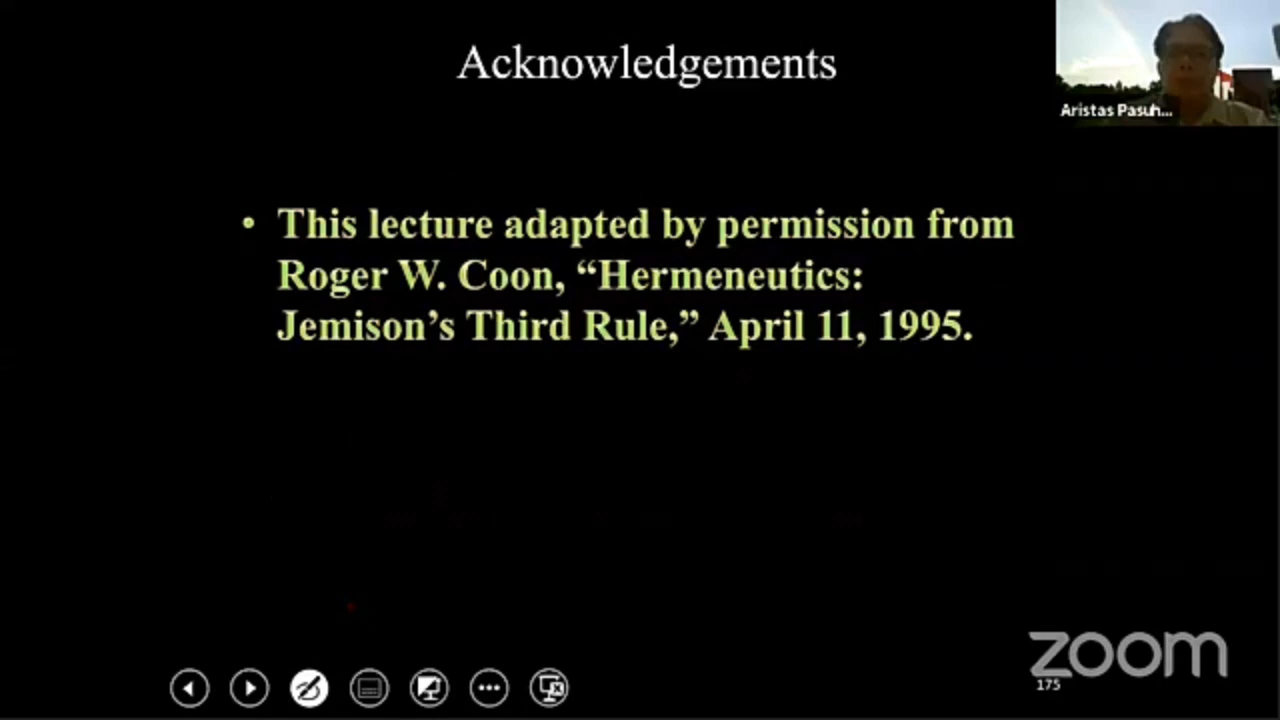 Acknowledgements
Aristas Pasuh...
• This lecture adapted by permission from
Roger W. Coon, “Hermeneutics:
Jemison’s Third Rule,” April 11, 1995.
zoom
175